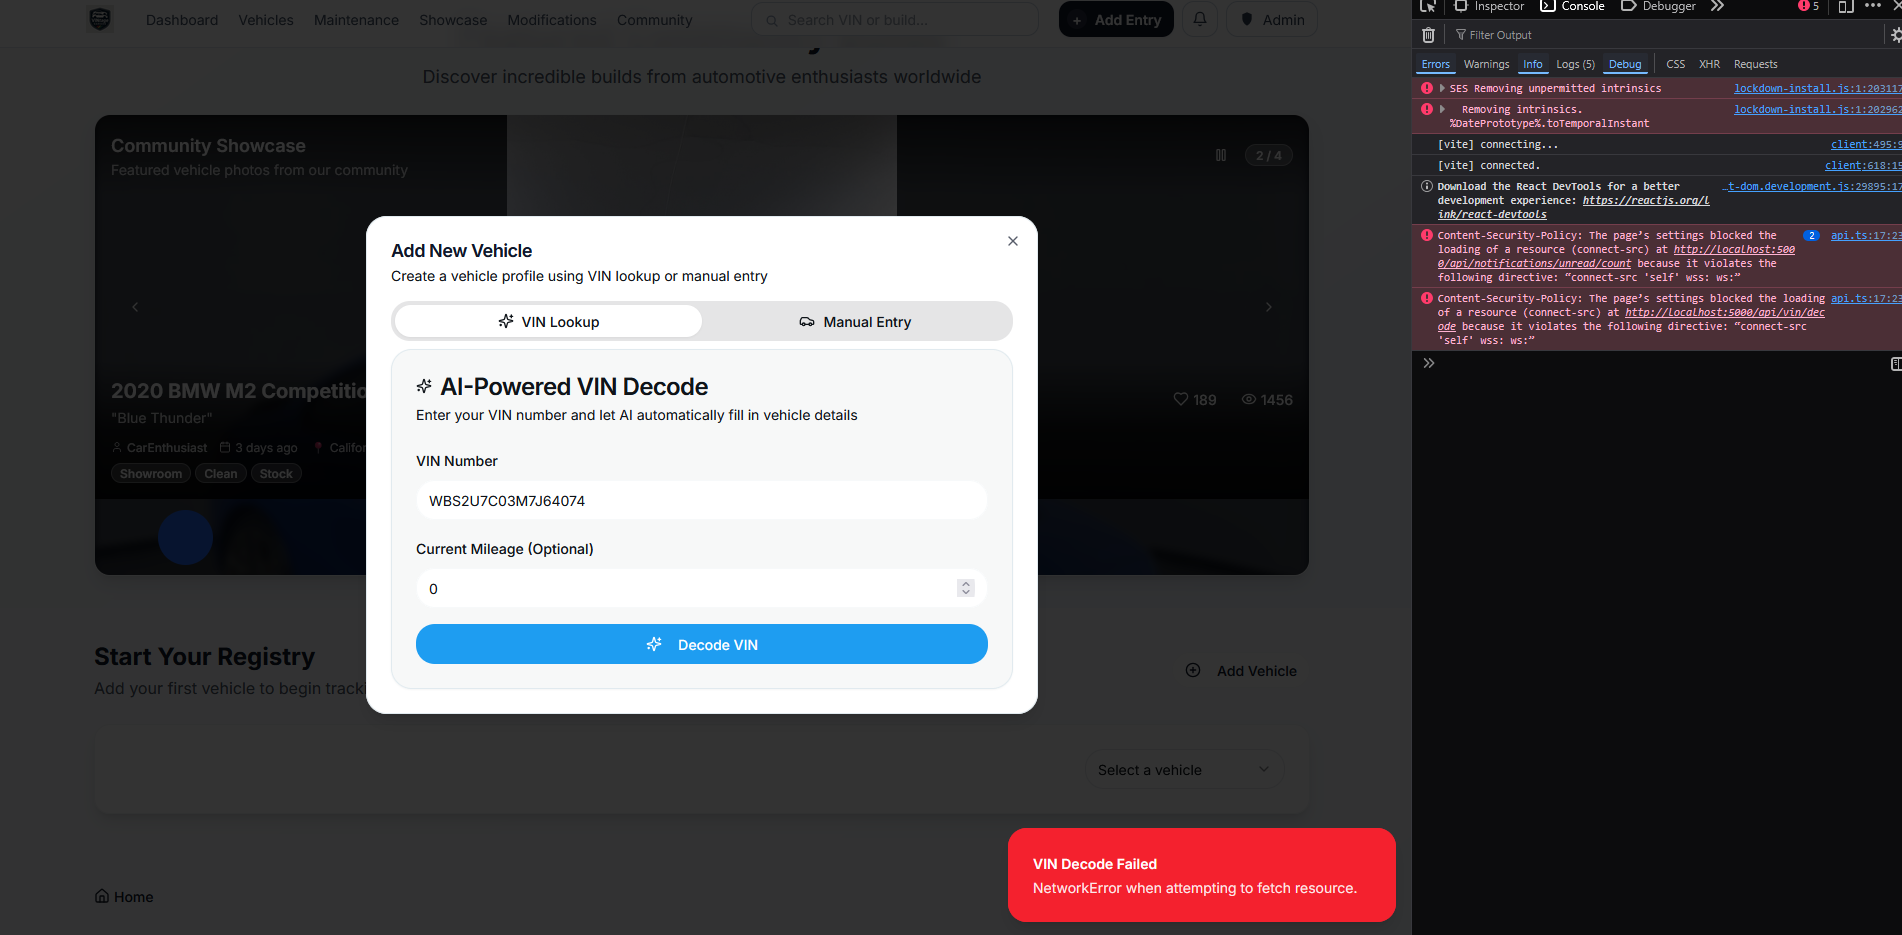 Dashboard Vehicles Maintenance Showcase Modifications Community
Search VIN or build...
Add Entry
Admin
Discover incredible builds from automotive enthusiasts worldwide
Community Showcase
Featured vehicle photos from our community
2 / 4
2020 BMW M2 Competitio
"Blue Thunder"
CarEnthusiast 3 days ago Califor
Showroom Clean Stock
189 1456
Add New Vehicle
Create a vehicle profile using VIN lookup or manual entry
VIN Lookup
Manual Entry
AI-Powered VIN Decode
Enter your VIN number and let AI automatically fill in vehicle details
VIN Number
WBS2U7C03M7J64074
Current Mileage (Optional)
0
Decode VIN
Start Your Registry
Add your first vehicle to begin track
Add Vehicle
Select a vehicle
Home
VIN Decode Failed
NetworkError when attempting to fetch resource.
Inspector Console Debugger 5
Filter Output
Errors Warnings Info Logs (5) Debug CSS XHR Requests
SES Removing unpermitted intrinsics lockdown-install.js:1:203117
Removing intrinsics. lockdown-install.js:1:202962
%DatePrototype%.toTemporalInstant
[vite] connecting... client:495:9
[vite] connected. client:618:15
Download the React DevTools for a better …t-dom.development.js:29895:17
development experience: https://reactjs.org/l
ink/react-devtools
Content-Security-Policy: The page’s settings blocked the 2 api.ts:17:23
loading of a resource (connect-src) at http://localhost:500
0/api/notifications/unread/count because it violates the
following directive: “connect-src 'self' wss: ws:”
Content-Security-Policy: The page’s settings blocked the loading api.ts:17:23
of a resource (connect-src) at http://localhost:5000/api/vin/dec
ode because it violates the following directive: “connect-src
'self' wss: ws:”